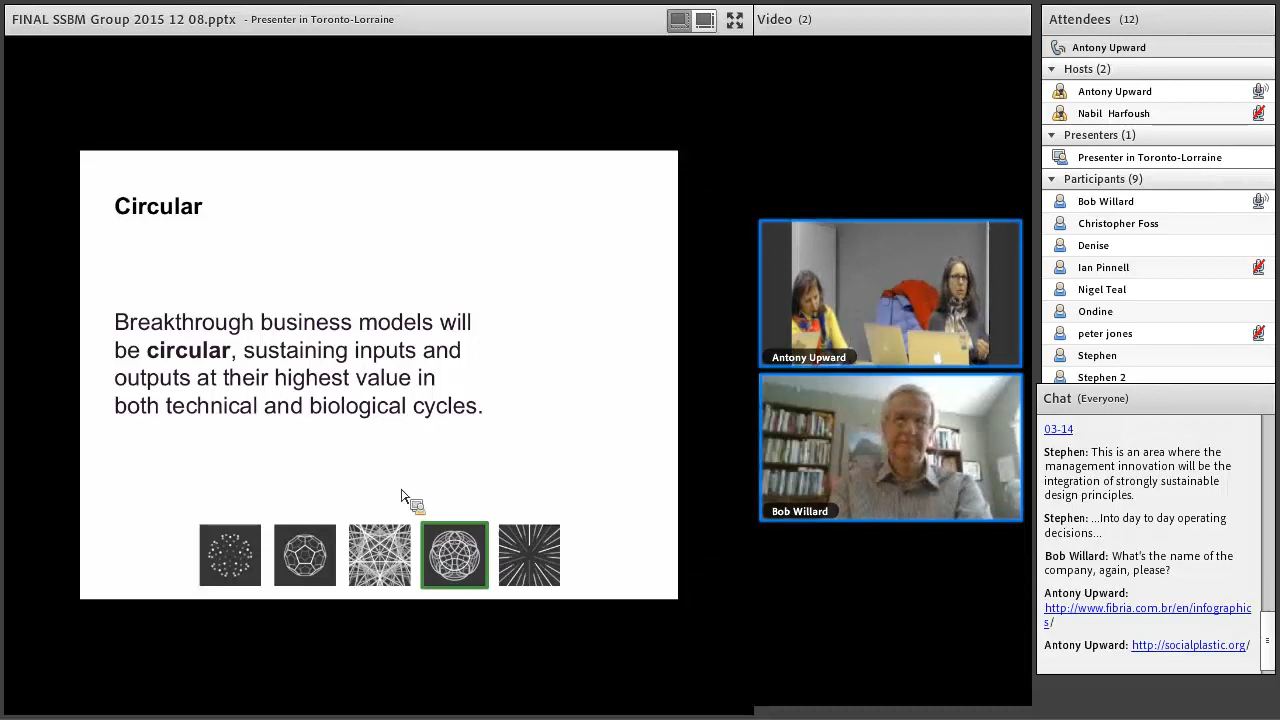 FINAL SSBM Group 2015 12 08.pptx - Presenter in Toronto-Lorraine
Circular
Breakthrough business models will
be circular, sustaining inputs and
outputs at their highest value in
both technical and biological cycles.
Video (2)
Antony Upward
Bob Willard
Attendees (12)
Antony Upward
Hosts (2)
Antony Upward
Nabil Harfoush
Presenters (1)
Presenter in Toronto-Lorraine
Participants (9)
Bob Willard
Christopher Foss
Denise
Ian Pinnell
Nigel Teal
Ondine
peter jones
Stephen
Stephen 2
Chat (Everyone)
03-14
Stephen: This is an area where the
management innovation will be the
integration of strongly sustainable
design principles.
Stephen: ...Into day to day operating
decisions...
Bob Willard: What's the name of the
company, again, please?
Antony Upward:
http://www.fibria.com.br/en/infographic
s/
Antony Upward: http://socialplastic.org/